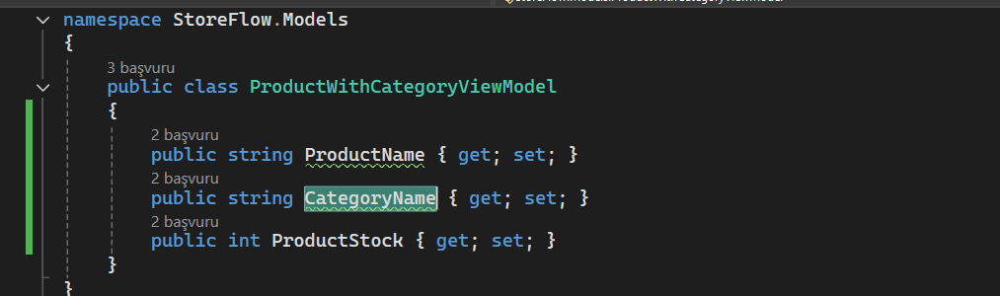 namespace StoreFlow.Models
{
3 başvuru
public class ProductWithCategoryViewModel
{
2 başvuru
public string ProductName { get; set; }
2 başvuru
public string CategoryName { get; set; }
2 başvuru
public int ProductStock { get; set; }
}
}